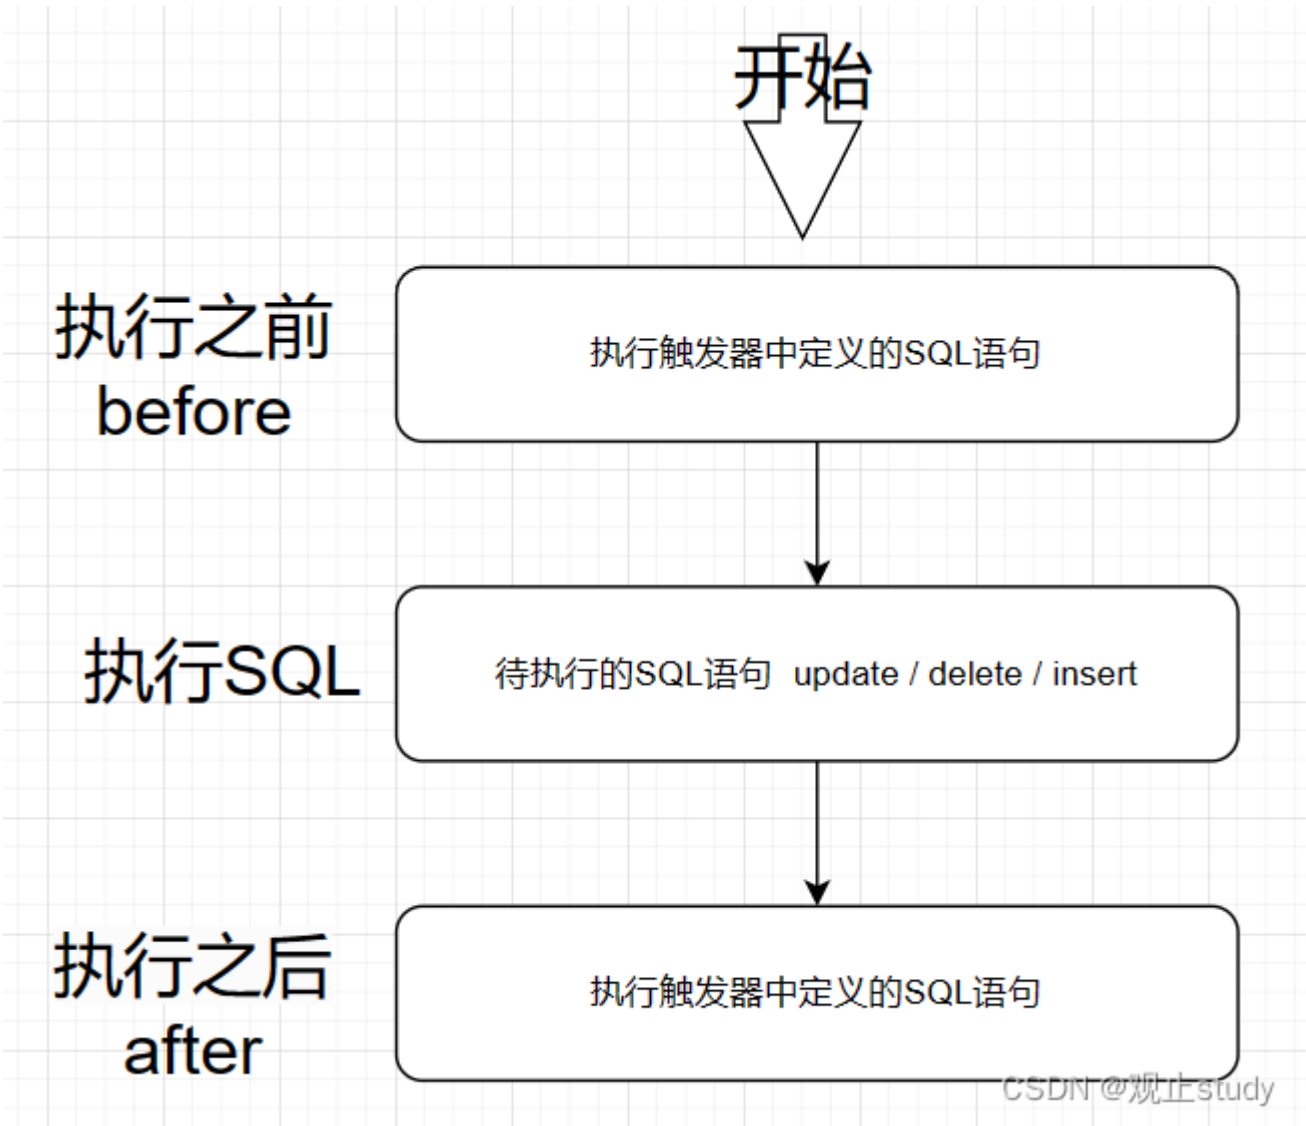 开始
执行之前
before
执行触发器中定义的SQL语句
执行SQL
待执行的SQL语句 update / delete / insert
执行之后
after
执行触发器中定义的SQL语句
CSDN @观止study